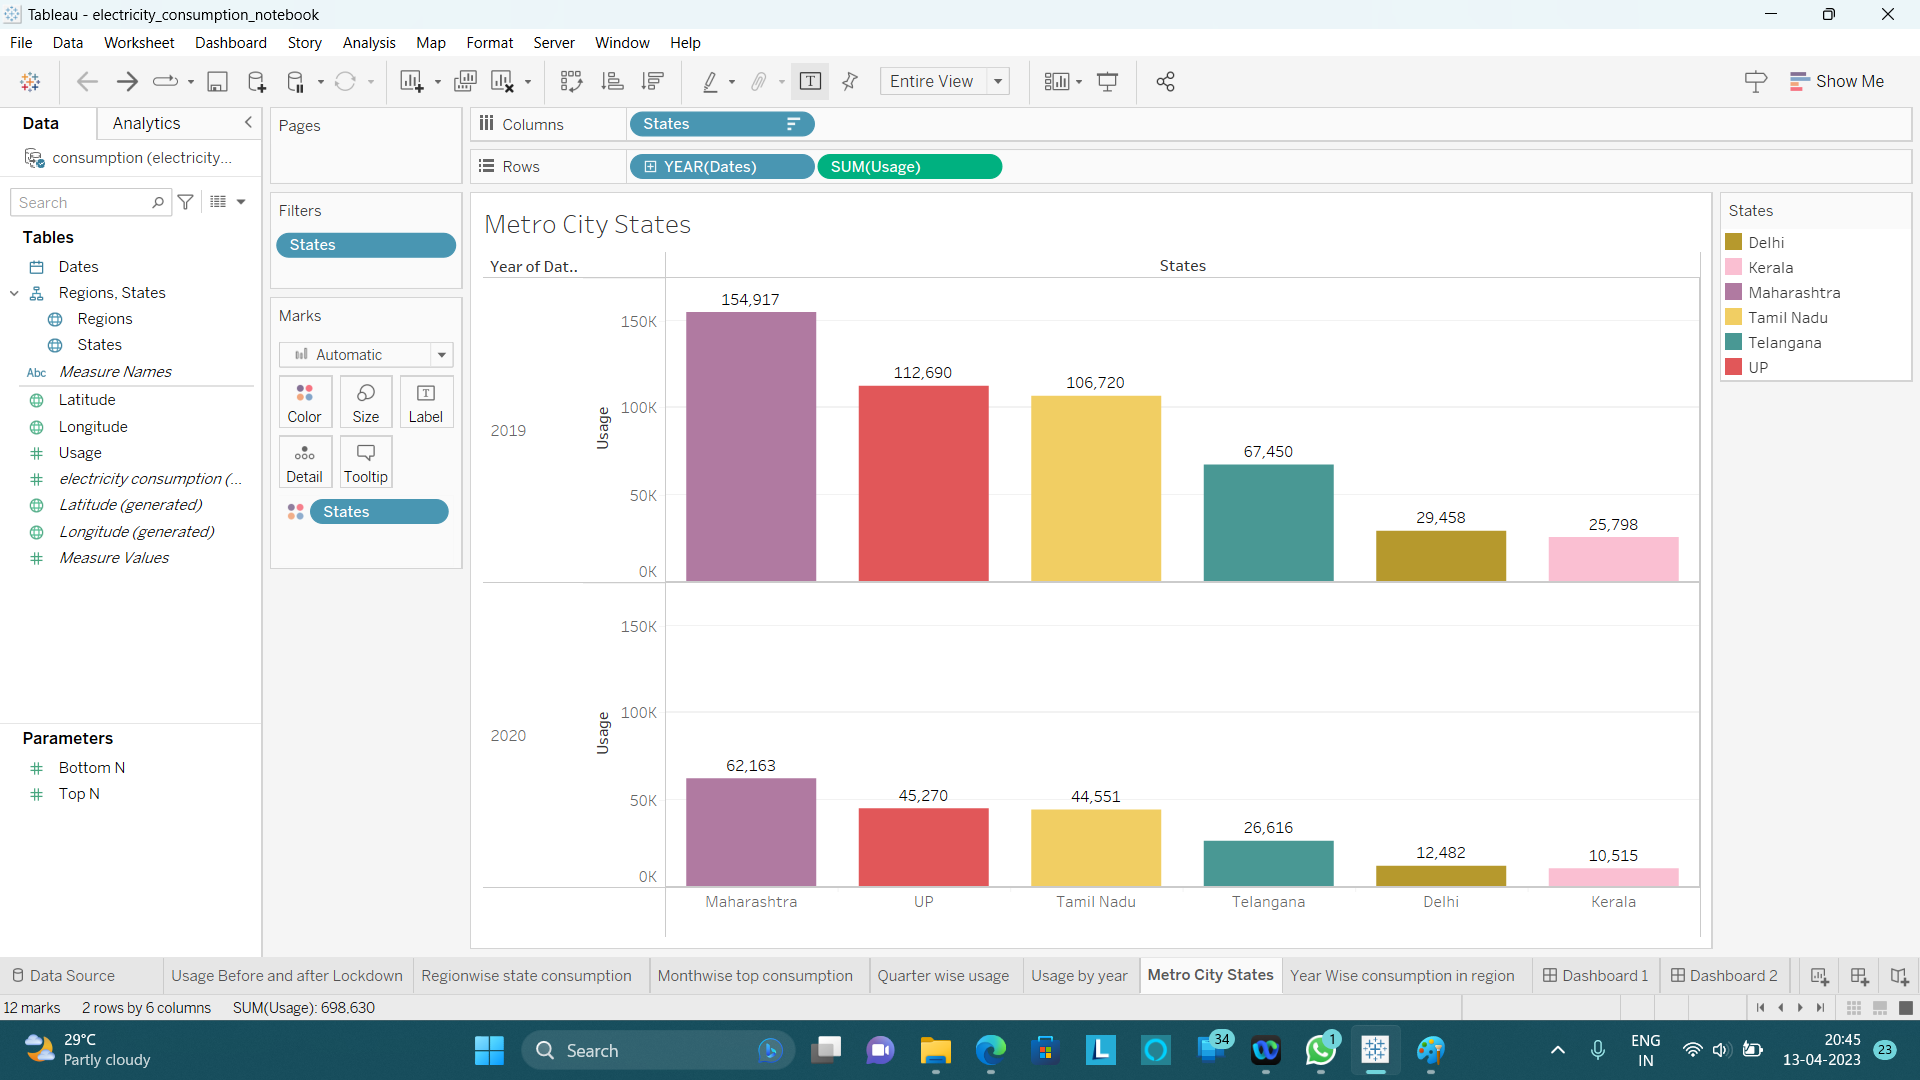 Tableau - electricity_consumption_notebook
File Data Worksheet Dashboard Story Analysis Map Format Server Window Help
Entire View
Show Me
Data Analytics
consumption (electricity...
Search
Tables
Dates
Regions, States
Regions
States
Abc Measure Names
Latitude
Longitude
Usage
electricity consumption (...
Latitude (generated)
Longitude (generated)
Measure Values
Parameters
Bottom N
Top N
Pages
Filters
States
Marks
Automatic
Color Size Label
Detail Tooltip
States
Columns States
Rows YEAR(Dates) SUM(Usage)
Metro City States
Year of Dat.. States
2019
Usage
150K
100K
50K
0K
154,917
112,690
106,720
67,450
29,458
25,798
2020
Usage
150K
100K
50K
0K
62,163
45,270
44,551
26,616
12,482
10,515
Maharashtra UP Tamil Nadu Telangana Delhi Kerala
States
Delhi
Kerala
Maharashtra
Tamil Nadu
Telangana
UP
Data Source Usage Before and after Lockdown Regionwise state consumption Monthwise top consumption Quarter wise usage Usage by year Metro City States Year Wise consumption in region Dashboard 1 Dashboard 2
12 marks 2 rows by 6 columns SUM(Usage): 698,630
29°C
Partly cloudy
Search
L
34
1
ENG
IN
20:45
13-04-2023
23